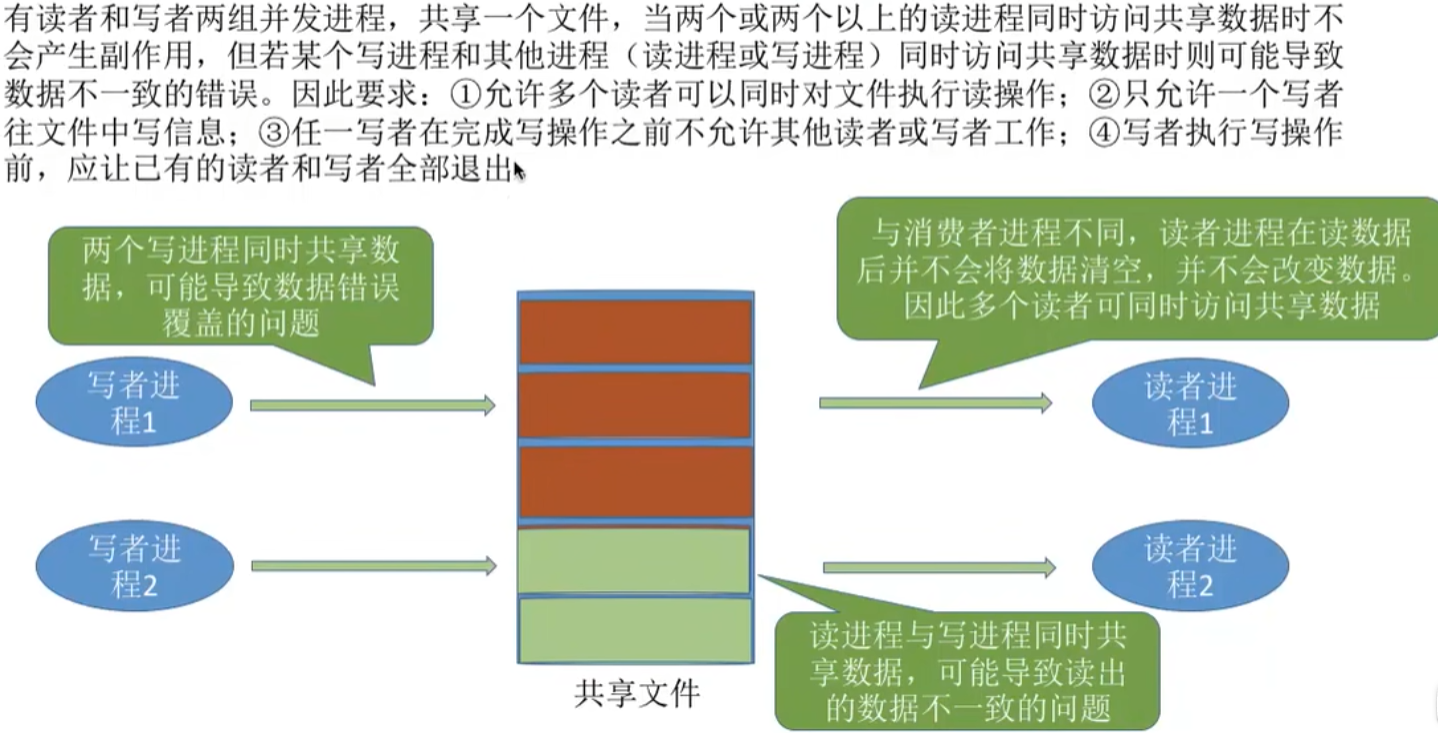 有读者和写者两组并发进程，共享一个文件，当两个或两个以上的读进程同时访问共享数据时不
会产生副作用，但若某个写进程和其他进程（读进程或写进程）同时访问共享数据时则可能导致
数据不一致的错误。因此要求：①允许多个读者可以同时对文件执行读操作；②只允许一个写者
往文件中写信息；③任一写者在完成写操作之前不允许其他读者或写者工作；④写者执行写操作
前，应让已有的读者和写者全部退出
两个写进程同时共享数
据，可能导致数据错误
覆盖的问题
与消费者进程不同，读者进程在读数据
后并不会将数据清空，并不会改变数据。
因此多个读者可同时访问共享数据
写者进
程1
读者进
程1
写者进
程2
读者进
程2
读进程与写进程同时共
享数据，可能导致读出
的数据不一致的问题
共享文件